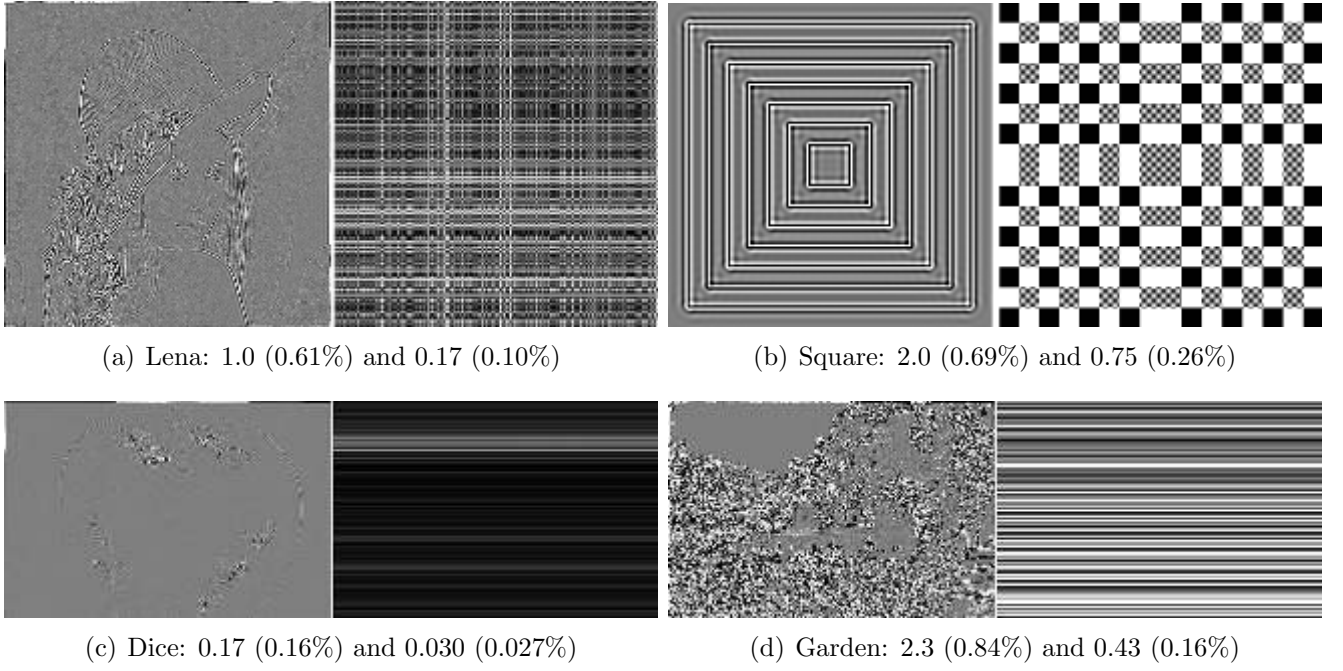 (a) Lena: 1.0 (0.61%) and 0.17 (0.10%)
(b) Square: 2.0 (0.69%) and 0.75 (0.26%)
(c) Dice: 0.17 (0.16%) and 0.030 (0.027%)
(d) Garden: 2.3 (0.84%) and 0.43 (0.16%)